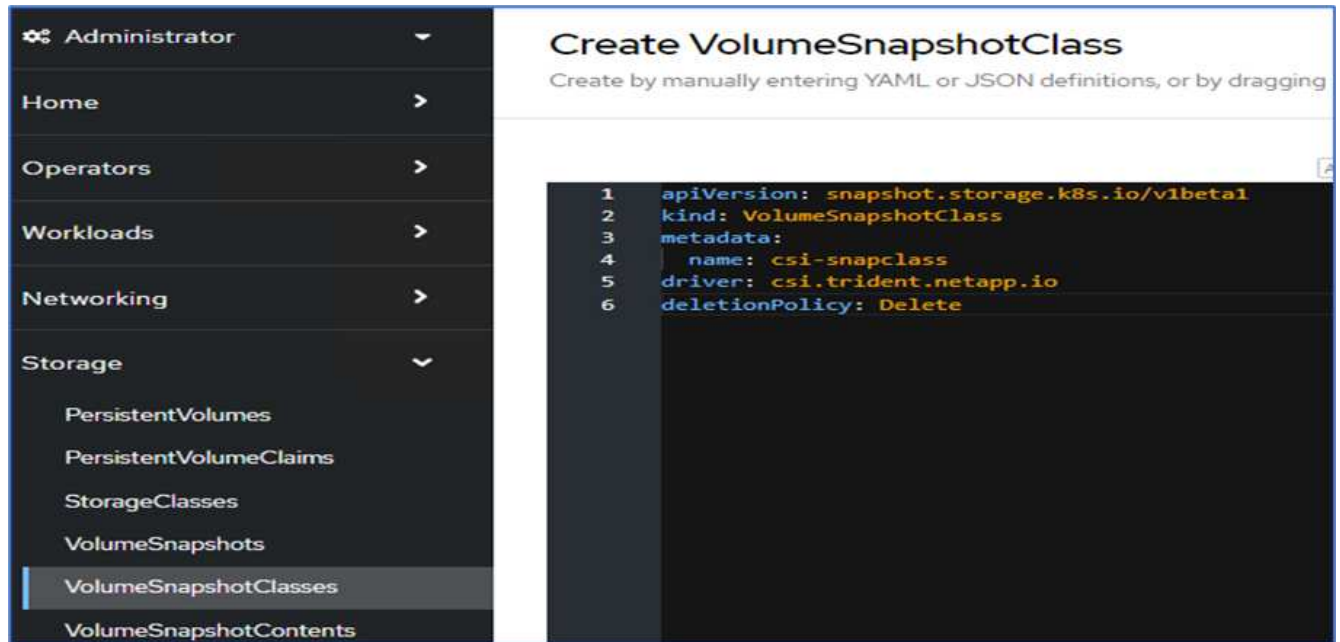 Administrator
Home
Operators
Workloads
Networking
Storage
PersistentVolumes
PersistentVolumeClaims
StorageClasses
VolumeSnapshots
VolumeSnapshotClasses
VolumeSnapshotContents
Create VolumeSnapshotClass
Create by manually entering YAML or JSON definitions, or by dragging
1 apiVersion: snapshot.storage.k8s.io/v1beta1
2 kind: VolumeSnapshotClass
3 metadata:
4   name: csi-snapclass
5 driver: csi.trident.netapp.io
6 deletionPolicy: Delete